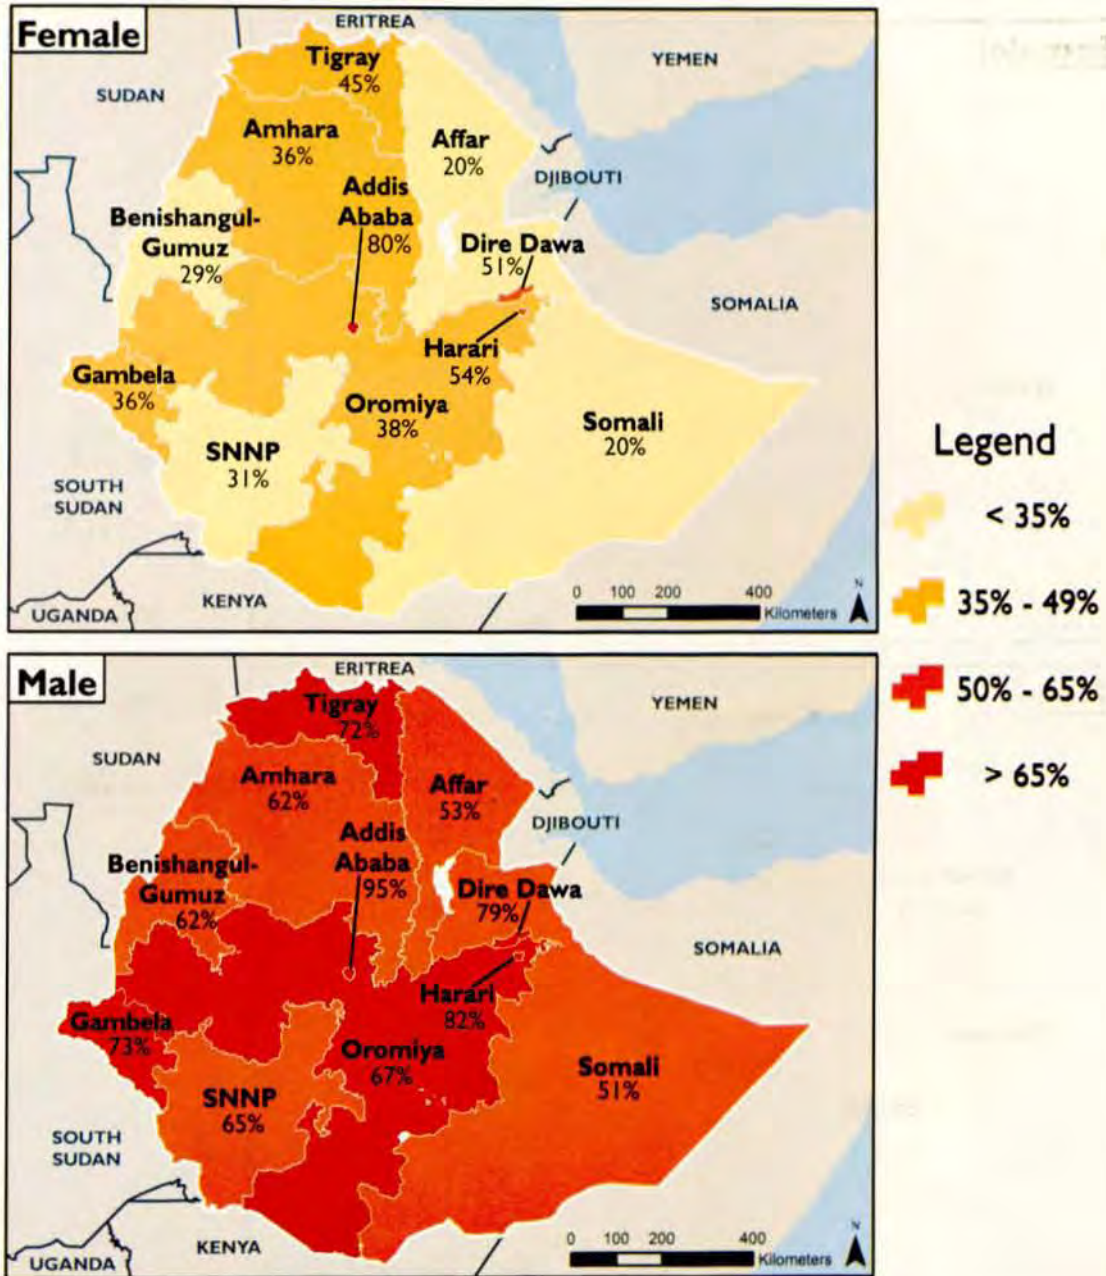 Female
ERITREA
YEMEN
SUDAN
Tigray
45%
Amhara
36%
Affar
20%
DJIBOUTI
Addis
Ababa
80%
Benishangul-
Gumuz
29%
Dire Dawa
51%
SOMALIA
Harari
54%
Gambela
36%
Oromiya
38%
Somali
20%
SNNP
31%
SOUTH
SUDAN
UGANDA
KENYA
0 100 200 400
Kilometers
N
Legend
< 35%
35% - 49%
50% - 65%
> 65%
Male
ERITREA
YEMEN
SUDAN
Tigray
72%
Amhara
62%
Affar
53%
DJIBOUTI
Addis
Ababa
95%
Benishangul-
Gumuz
62%
Dire Dawa
79%
SOMALIA
Harari
82%
Gambela
73%
Oromiya
67%
Somali
51%
SNNP
65%
SOUTH
SUDAN
UGANDA
KENYA
0 100 200 400
Kilometers
N